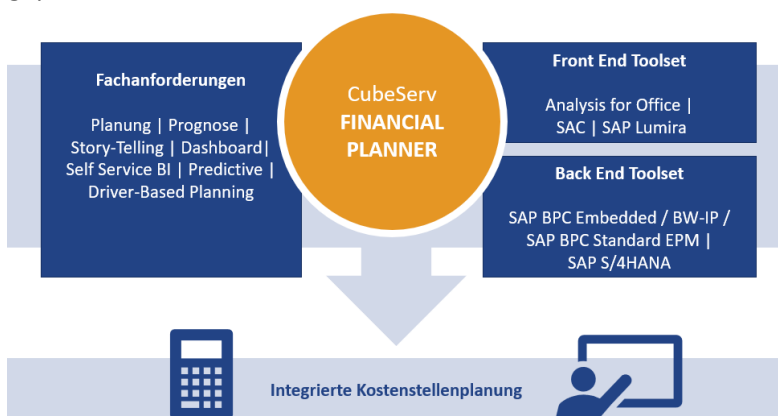 Fachanforderungen
Planung | Prognose |
Story-Telling | Dashboard|
Self Service BI | Predictive |
Driver-Based Planning
CubeServ
FINANCIAL
PLANNER
Front End Toolset
Analysis for Office |
SAC | SAP Lumira
Back End Toolset
SAP BPC Embedded / BW-IP /
SAP BPC Standard EPM |
SAP S/4HANA
Integrierte Kostenstellenplanung